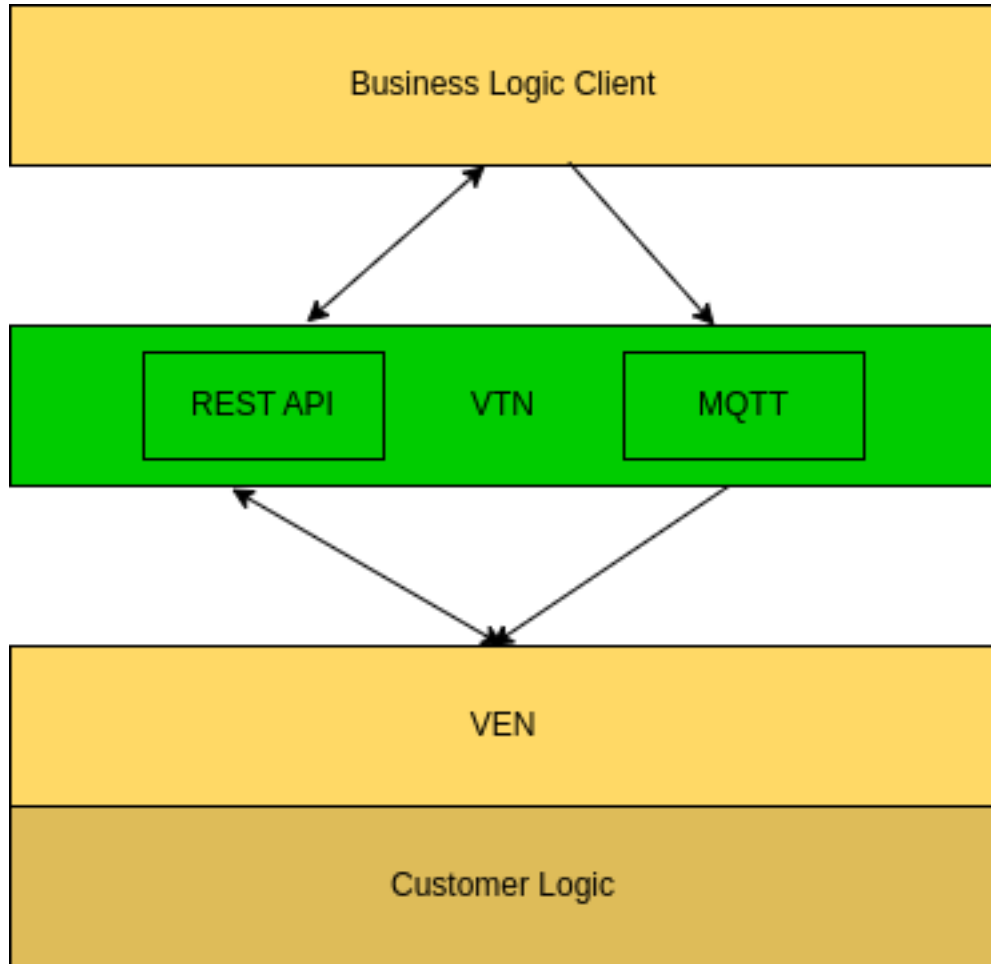 Business Logic Client
REST API
VTN
MQTT
VEN
Customer Logic